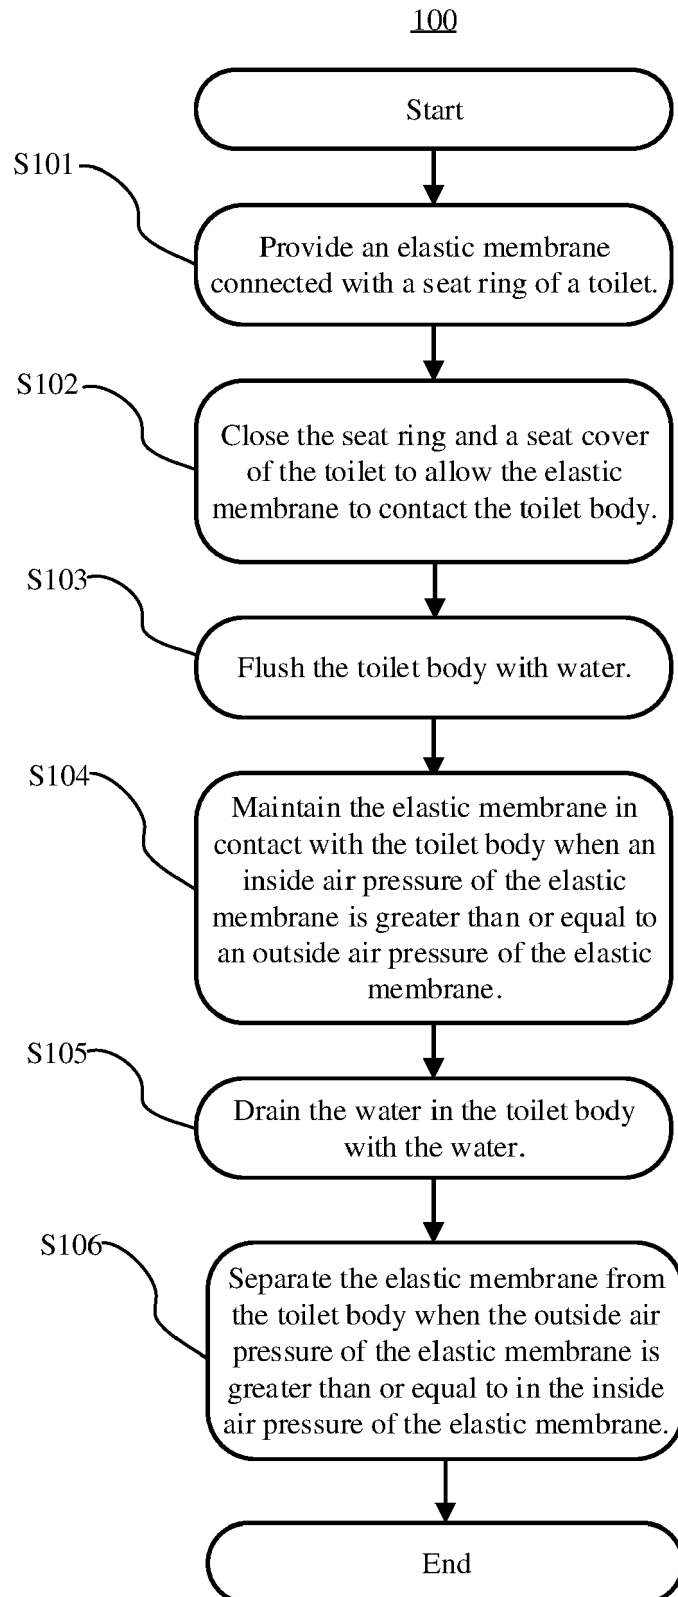 100
Start
S101
Provide an elastic membrane
connected with a seat ring of a toilet.
S102
Close the seat ring and a seat cover
of the toilet to allow the elastic
membrane to contact the toilet body.
S103
Flush the toilet body with water.
S104
Maintain the elastic membrane in
contact with the toilet body when an
inside air pressure of the elastic
membrane is greater than or equal to
an outside air pressure of the elastic
membrane.
S105
Drain the water in the toilet body
with the water.
S106
Separate the elastic membrane from
the toilet body when the outside air
pressure of the elastic membrane is
greater than or equal to in the inside
air pressure of the elastic membrane.
End